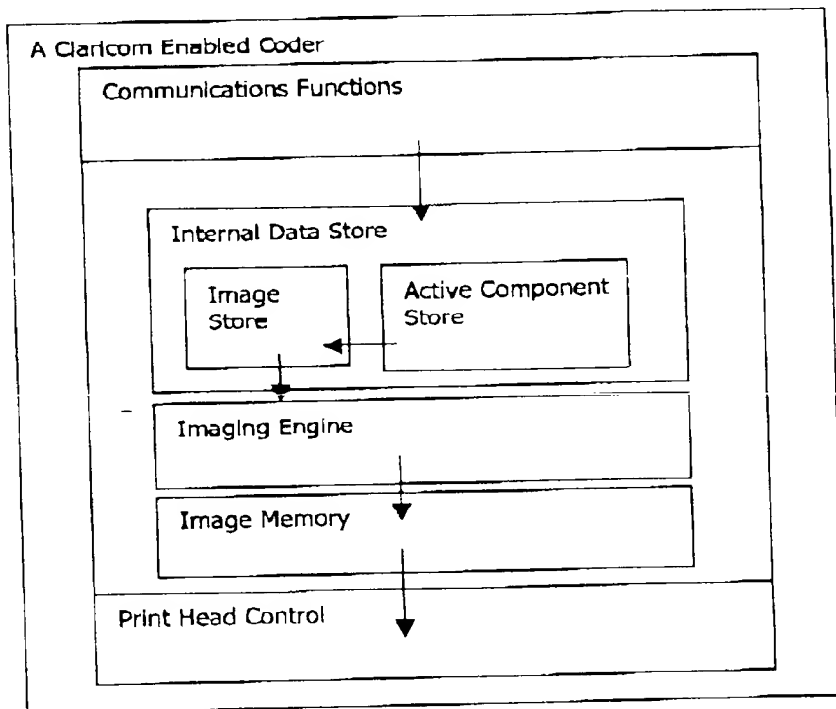 A Claricom Enabled Coder
Communications Functions
Internal Data Store
Image
Store
Active Component
Store
Imaging Engine
Image Memory
Print Head Control